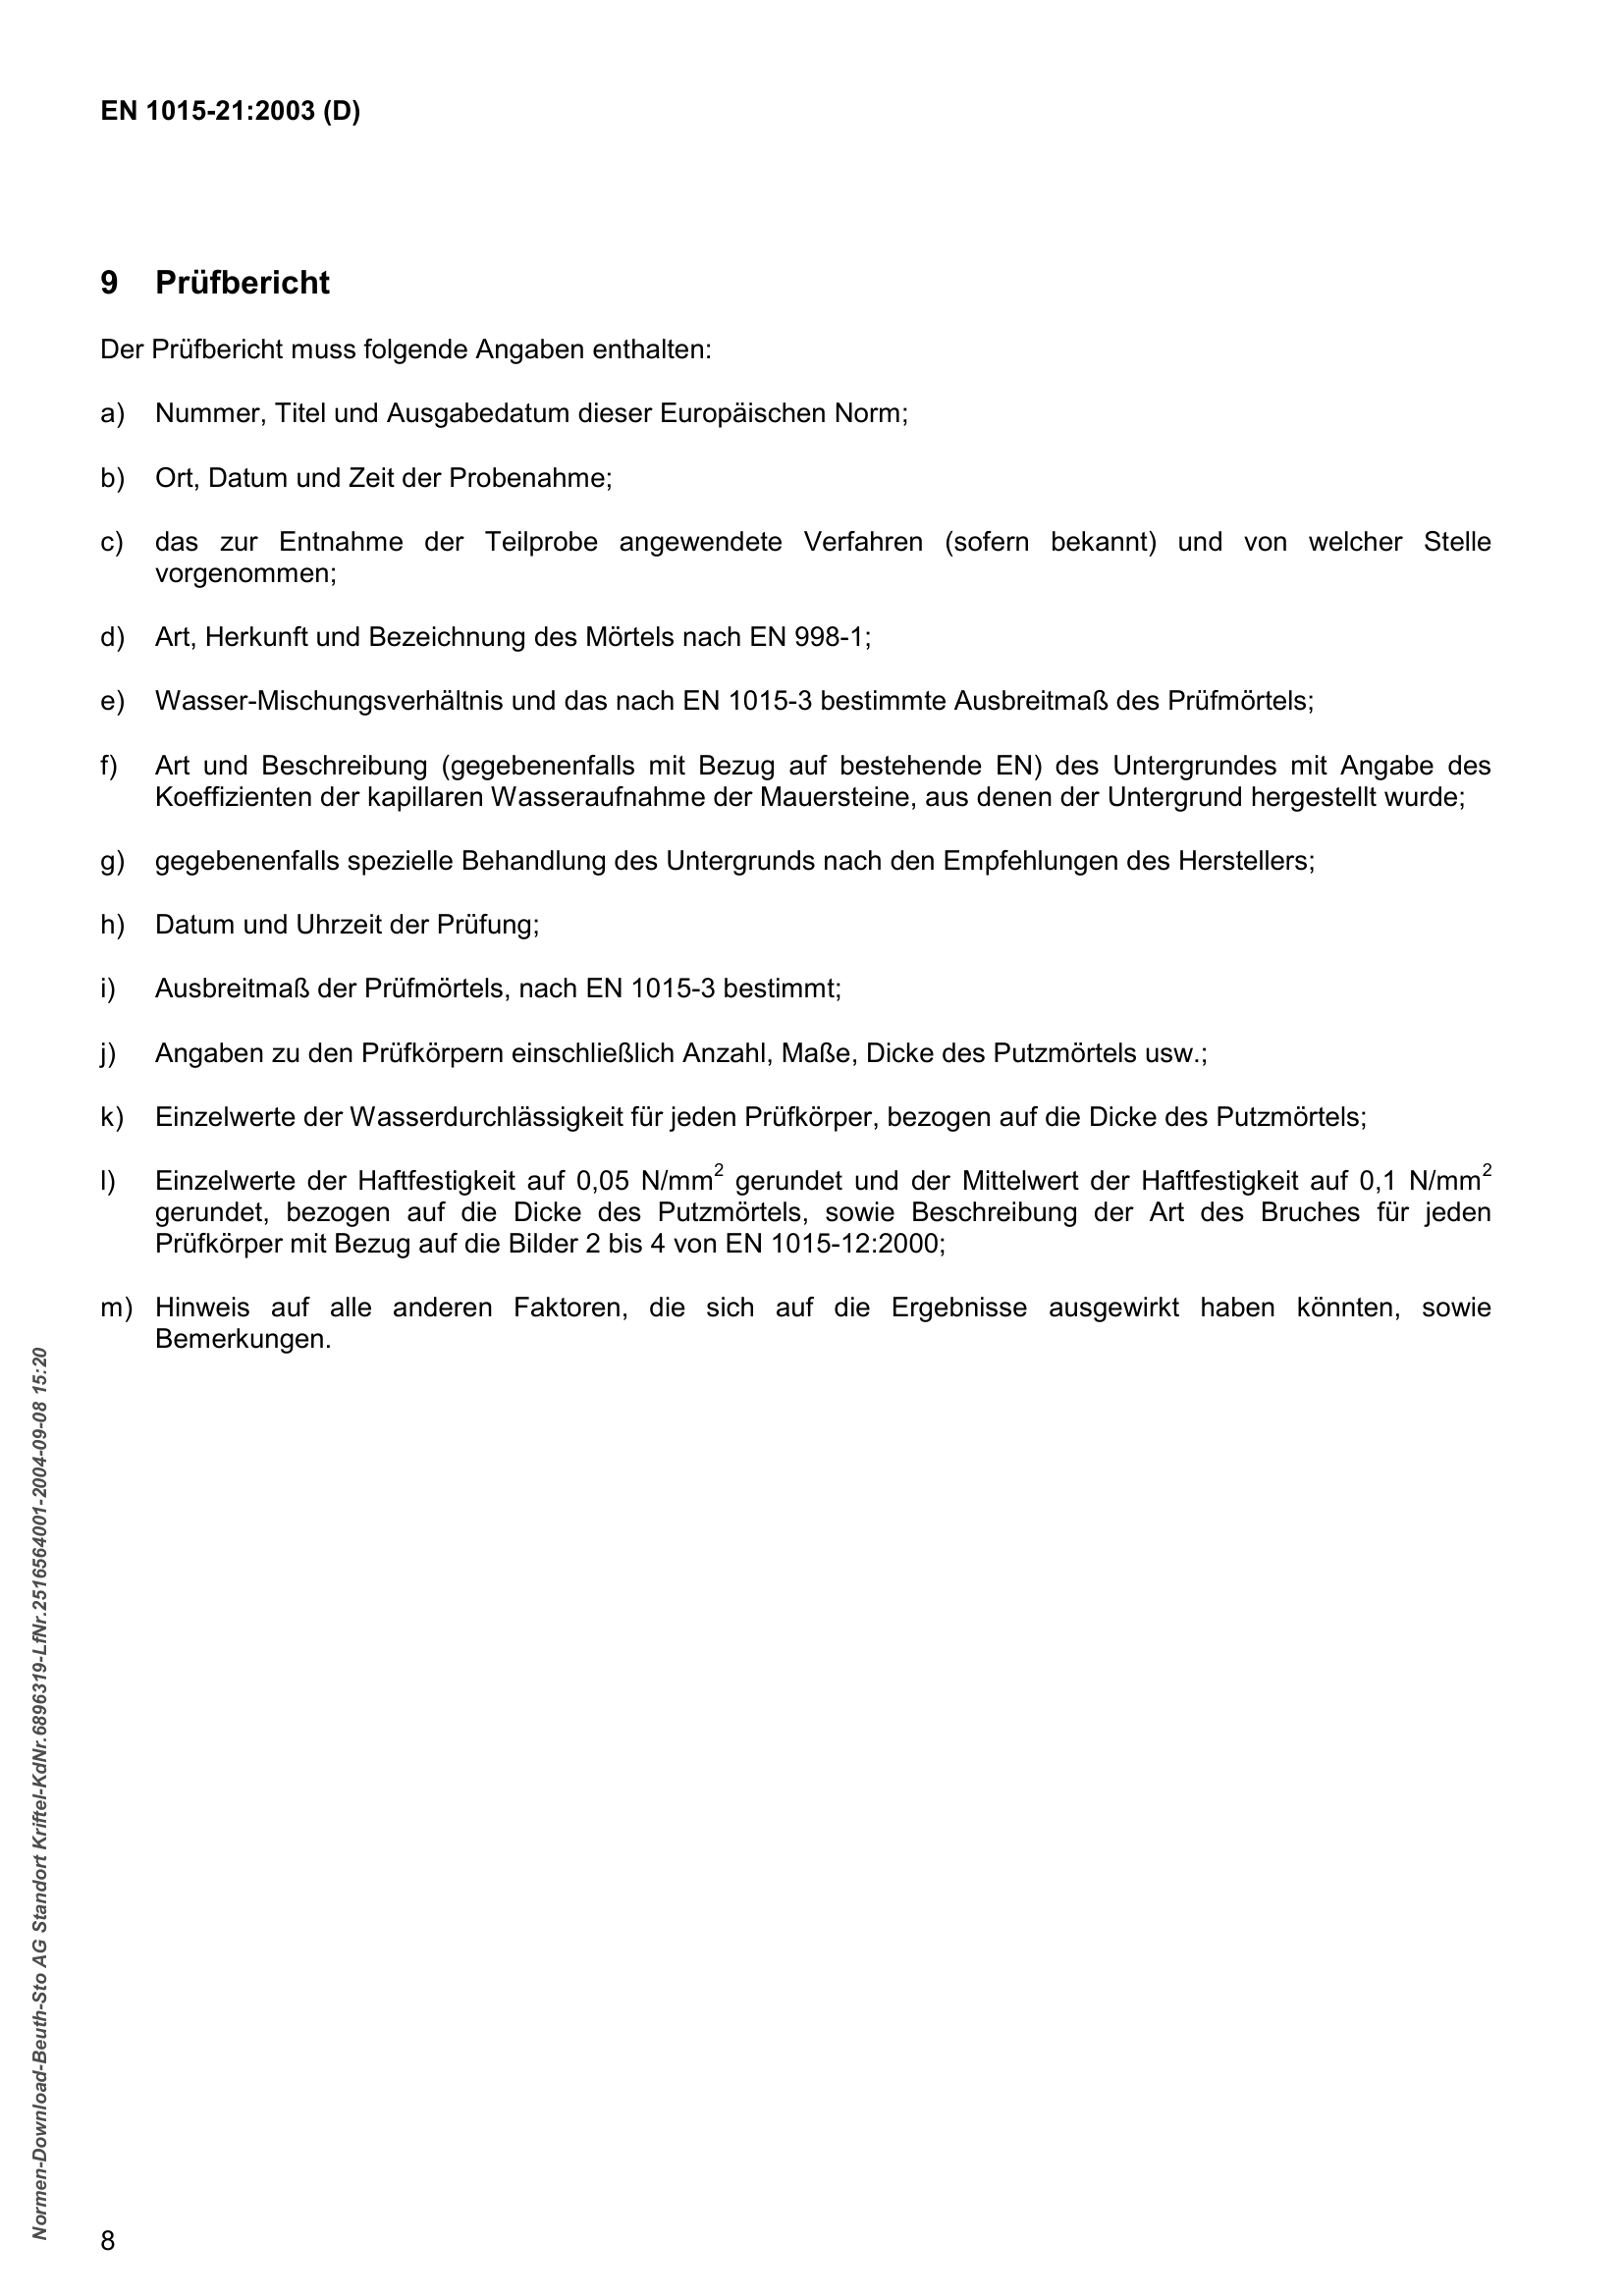 EN 1015-21:2003 (D)
9 Prüfbericht
Der Prüfbericht muss folgende Angaben enthalten:
a) Nummer, Titel und Ausgabedatum dieser Europäischen Norm;
b) Ort, Datum und Zeit der Probenahme;
c) das zur Entnahme der Teilprobe angewendete Verfahren (sofern bekannt) und von welcher Stelle
vorgenommen;
d) Art, Herkunft und Bezeichnung des Mörtels nach EN 998-1;
e) Wasser-Mischungsverhältnis und das nach EN 1015-3 bestimmte Ausbreitmaß des Prüfmörtels;
f) Art und Beschreibung (gegebenenfalls mit Bezug auf bestehende EN) des Untergrundes mit Angabe des
Koeffizienten der kapillaren Wasseraufnahme der Mauersteine, aus denen der Untergrund hergestellt wurde;
g) gegebenenfalls spezielle Behandlung des Untergrunds nach den Empfehlungen des Herstellers;
h) Datum und Uhrzeit der Prüfung;
i) Ausbreitmaß der Prüfmörtels, nach EN 1015-3 bestimmt;
j) Angaben zu den Prüfkörpern einschließlich Anzahl, Maße, Dicke des Putzmörtels usw.;
k) Einzelwerte der Wasserdurchlässigkeit für jeden Prüfkörper, bezogen auf die Dicke des Putzmörtels;
l) Einzelwerte der Haftfestigkeit auf 0,05 N/mm² gerundet und der Mittelwert der Haftfestigkeit auf 0,1 N/mm²
gerundet, bezogen auf die Dicke des Putzmörtels, sowie Beschreibung der Art des Bruches für jeden
Prüfkörper mit Bezug auf die Bilder 2 bis 4 von EN 1015-12:2000;
m) Hinweis auf alle anderen Faktoren, die sich auf die Ergebnisse ausgewirkt haben könnten, sowie
Bemerkungen.
Normen-Download-Beuth-Sto AG Standort Kriftel-KdNr.6896319-LfNr.2516564001-2004-09-08 15:20
8